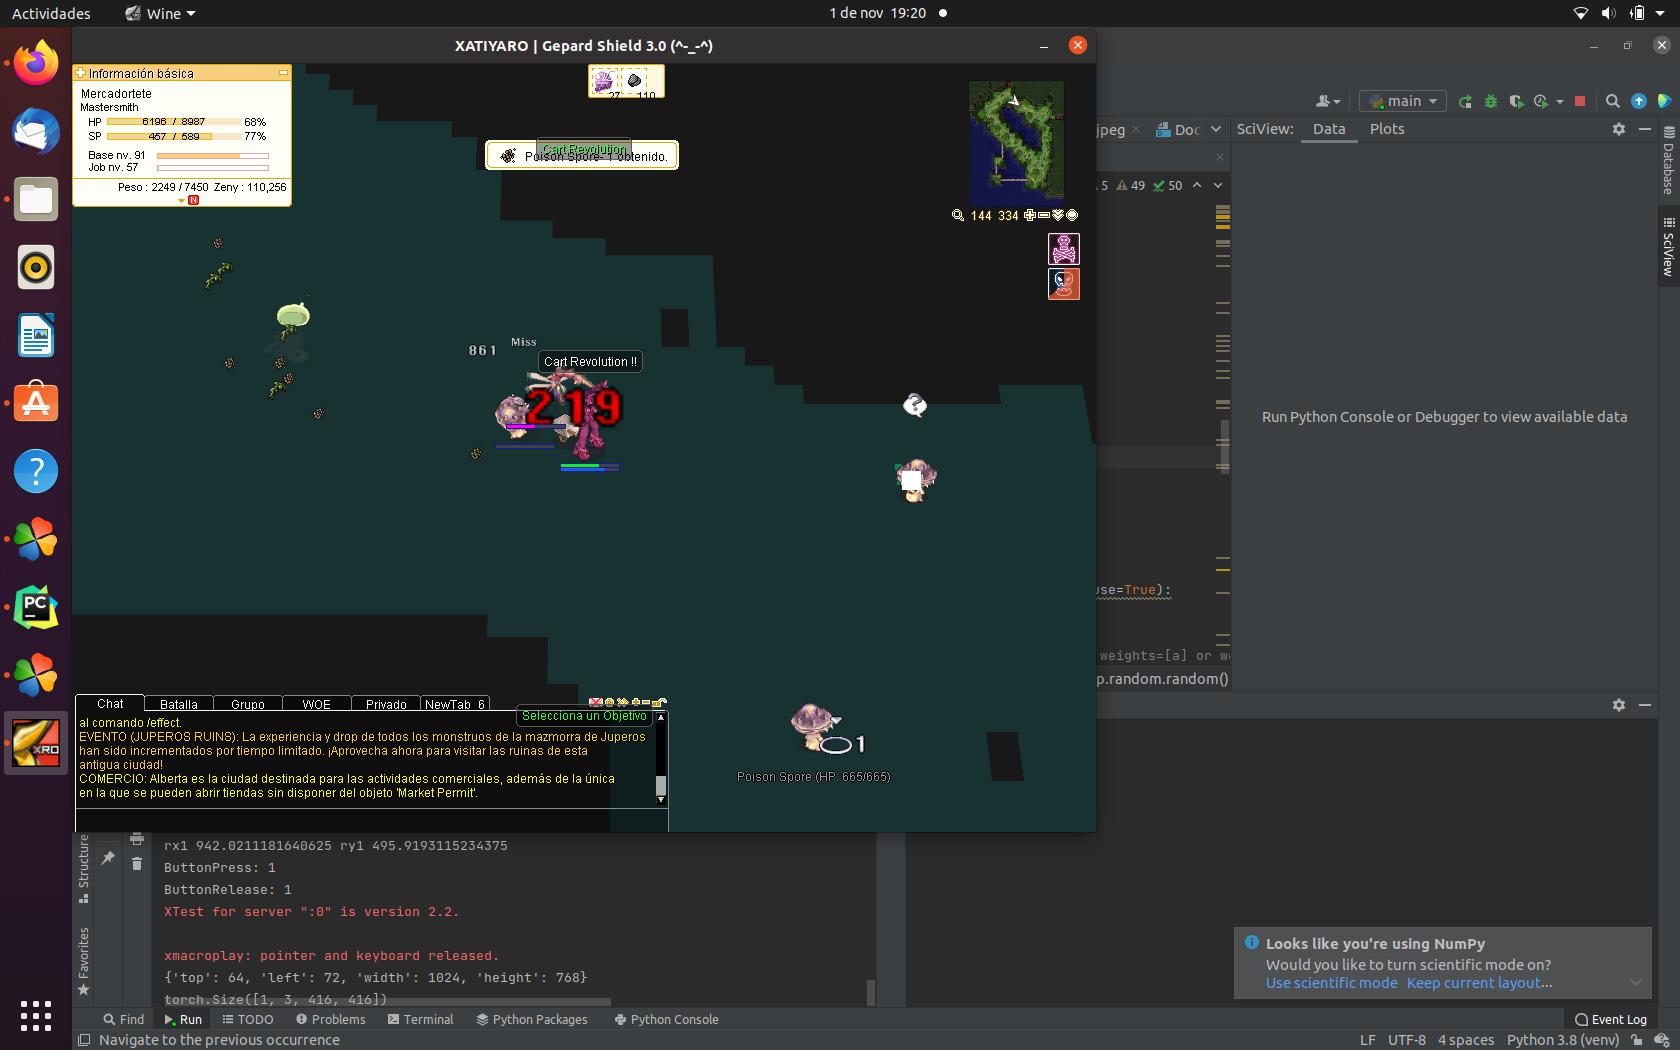 Actividades
Wine
1 de nov 19:20
XATIYARO | Gepard Shield 3.0 (^-_-^)
Información básica
Mercadortete
Mastersmith
HP 6196 / 8987 68%
SP 457 / 589 77%
Base nv. 91
Job nv. 57
Peso : 2249 / 7450 Zeny : 110,256
N
27 110
Cart Revolution
Poison Spore- 1 obtenido.
144 334
861 Miss
Cart Revolution !!
219
?
1
Poison Spore (HP: 665/665)
Chat Batalla Grupo WOE Privado NewTab_6
Selecciona un Objetivo
al comando /effect.
EVENTO (JUPEROS RUINS): La experiencia y drop de todos los monstruos de la mazmorra de Juperos
han sido incrementados por tiempo limitado. ¡Aprovecha ahora para visitar las ruinas de esta
antigua ciudad!
COMERCIO: Alberta es la ciudad destinada para las actividades comerciales, además de la única
en la que se pueden abrir tiendas sin disponer del objeto 'Market Permit'.
main
jpeg Doc
SciView: Data Plots
5 49 50
Database
SciView
Run Python Console or Debugger to view available data
use=True):
weights=[a] or w
p.random.random()
Structure
Favorites
rx1 942.0211181640625 ry1 495.9193115234375
ButtonPress: 1
ButtonRelease: 1
XTest for server ":0" is version 2.2.
xmacroplay: pointer and keyboard released.
{'top': 64, 'left': 72, 'width': 1024, 'height': 768}
torch.Size([1, 3, 416, 416])
Looks like you're using NumPy
Would you like to turn scientific mode on?
Use scientific mode Keep current layout...
Find Run TODO Problems Terminal Python Packages Python Console
Event Log
Navigate to the previous occurrence
LF UTF-8 4 spaces Python 3.8 (venv)
PC
XRO